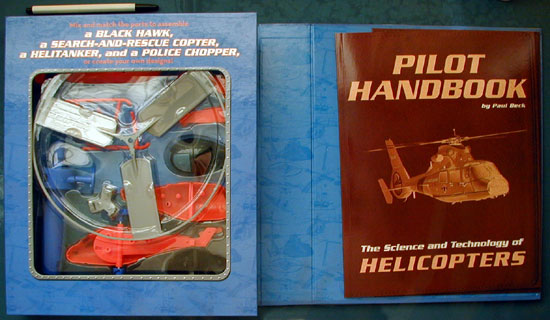 Mix and match the parts to assemble
a BLACK HAWK,
a SEARCH-AND-RESCUE COPTER,
a HELITANKER, and a POLICE CHOPPER,
or create your own designs!
PILOT
HANDBOOK
by Paul Beck
The Science and Technology of
HELICOPTERS